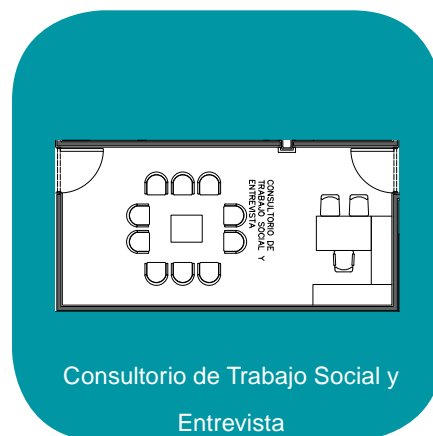 CONSULTORIO DE
TRABAJO SOCIAL Y
ENTREVISTA
Consultorio de Trabajo Social y
Entrevista